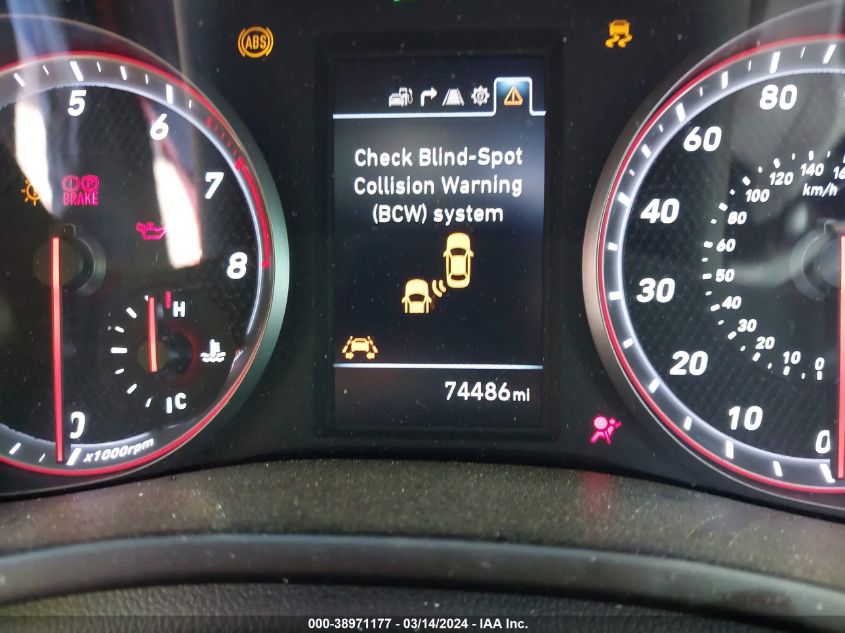 ABS
Check Blind-Spot
Collision Warning
(BCW) system
74486mi
5
6
7
8
0
x1000rpm
BRAKE
P
H
C
80
60
40
30
20
10
0
140
120
100
80
60
50
40
30
20
10
0
km/h
000-38971177 - 03/14/2024 - IAA Inc.